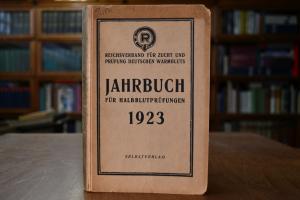 R
REICHSVERBAND FÜR ZUCHT UND
PRÜFUNG DEUTSCHEN WARMBLUTS
JAHRBUCH
FÜR HALBBLUTPRÜFUNGEN
1923
SELBSTVERLAG